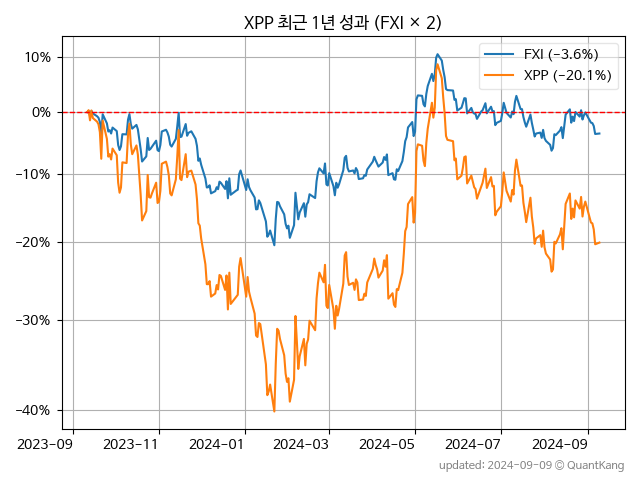 XPP 최근 1년 성과 (FXI × 2)
FXI (−3.6%)
XPP (−20.1%)
10%
0%
−10%
−20%
−30%
−40%
2023−09 2023−11 2024−01 2024−03 2024−05 2024−07 2024−09
updated: 2024−09−09 © QuantKang